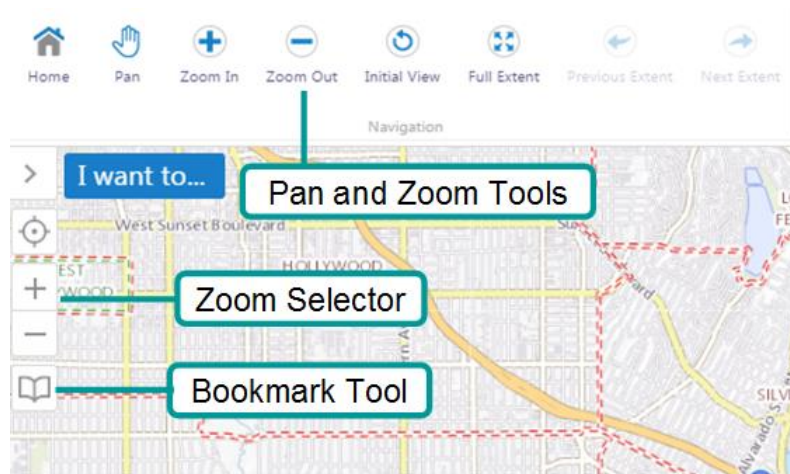 Home Pan Zoom In Zoom Out Initial View Full Extent Previous Extent Next Extent
Navigation
I want to...
Pan and Zoom Tools
West Sunset Boulevard
HOLLYWOOD
Zoom Selector
Bookmark Tool